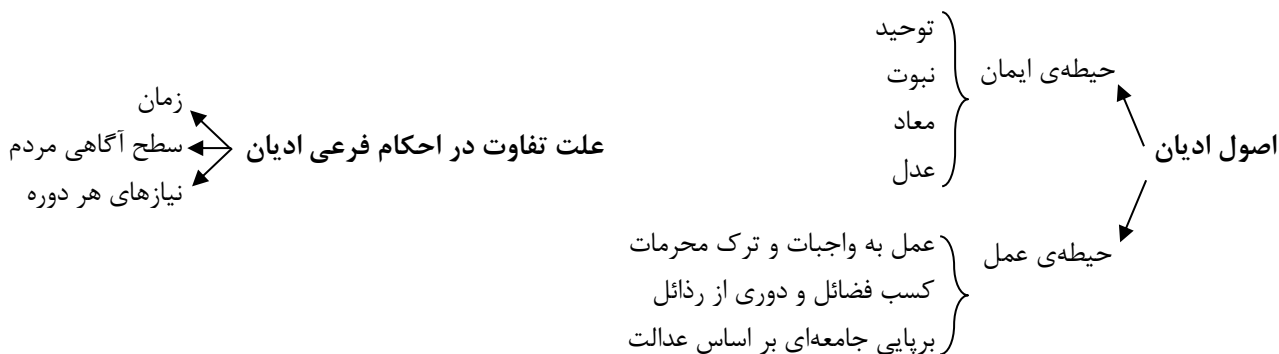 اصول ادیان
حیطه‌ی ایمان
توحید
نبوت
معاد
عدل
حیطه‌ی عمل
عمل به واجبات و ترک محرمات
کسب فضائل و دوری از رذائل
برپایی جامعه‌ای بر اساس عدالت
علت تفاوت در احکام فرعی ادیان
زمان
سطح آگاهی مردم
نیازهای هر دوره